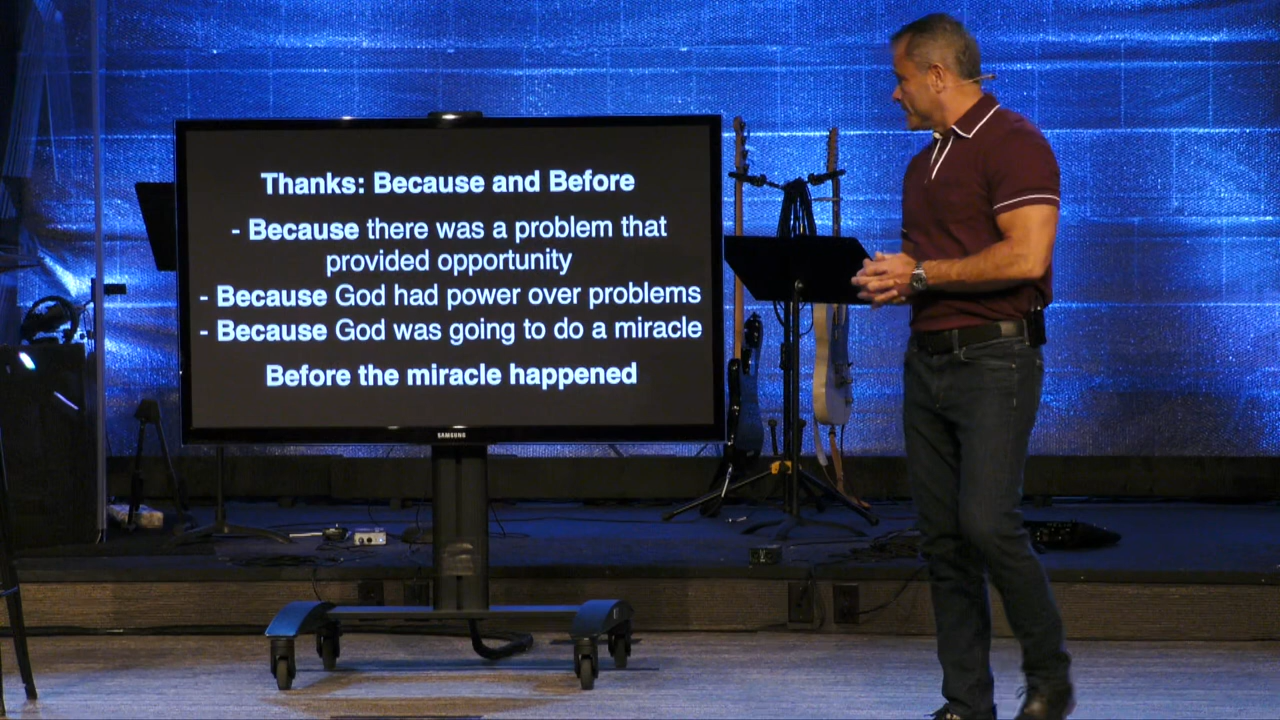 Thanks: Because and Before
- Because there was a problem that
provided opportunity
- Because God had power over problems
- Because God was going to do a miracle
Before the miracle happened
SAMSUNG